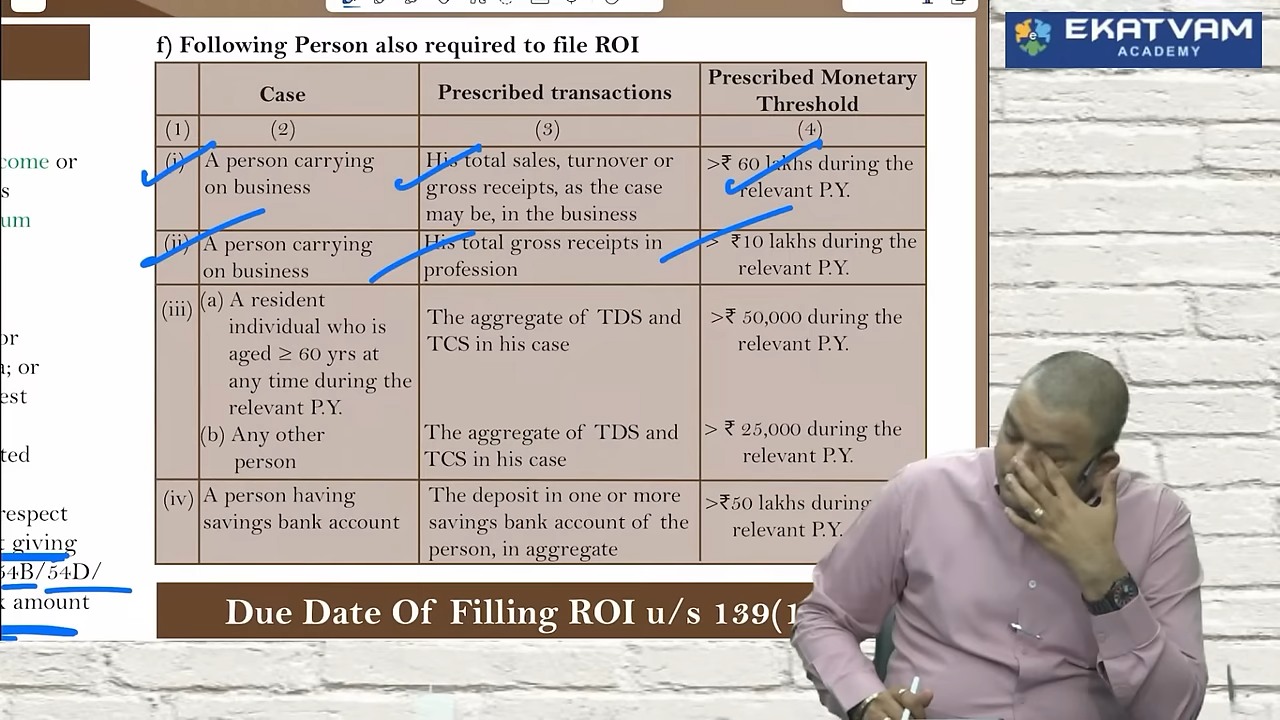 EKATVAM
ACADEMY
come or
s
um
or
a; or
est
ted
respect
t giving
54B/54D/
x amount
f) Following Person also required to file ROI
Case
Prescribed transactions
Prescribed Monetary
Threshold
(1)
(2)
(3)
(4)
(i)
A person carrying
on business
His total sales, turnover or
gross receipts, as the case
may be, in the business
>₹ 60 lakhs during the
relevant P.Y.
(ii)
A person carrying
on business
His total gross receipts in
profession
> ₹10 lakhs during the
relevant P.Y.
(iii)
(a) A resident
individual who is
aged ≥ 60 yrs at
any time during the
relevant P.Y.
The aggregate of TDS and
TCS in his case
>₹ 50,000 during the
relevant P.Y.
(b) Any other
person
The aggregate of TDS and
TCS in his case
> ₹ 25,000 during the
relevant P.Y.
(iv)
A person having
savings bank account
The deposit in one or more
savings bank account of the
person, in aggregate
>₹50 lakhs during
relevant P.Y.
Due Date Of Filling ROI u/s 139(1